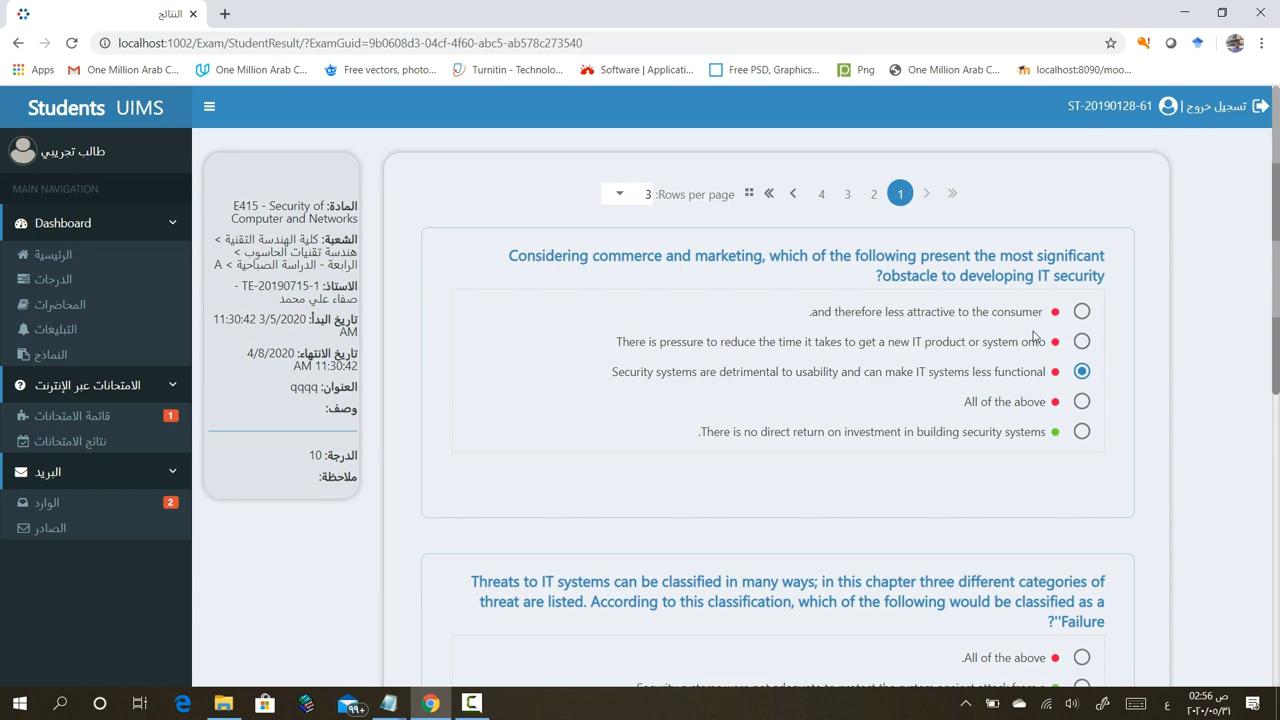 النتائج
localhost:1002/Exam/StudentResult/?ExamGuid=9b0608d3-04cf-4f60-abc5-ab578c273540
Apps
One Million Arab C...
One Million Arab C...
Free vectors, photo...
Turnitin - Technolo...
Software | Applicati...
Free PSD, Graphics...
Png
One Million Arab C...
localhost:8090/moo...
Students UIMS
ST-20190128-61
تسجيل خروج |
طالب تجريبي
MAIN NAVIGATION
Dashboard
الرئيسية
الدرجات
المحاضرات
التبليغات
النماذج
الامتحانات عبر الإنترنت
قائمة الامتحانات
1
نتائج الامتحانات
البريد
الوارد
2
الصادر
المادة: E415 - Security of
Computer and Networks
الشعبة: كلية الهندسة التقنية >
هندسة تقنيات الحاسوب >
الرابعة - الدراسة الصباحية > A
الاستاذ: TE-20190715-1 -
صفاء علي محمد
تاريخ البدأ: 3/5/2020 11:30:42
AM
تاريخ الانتهاء: 4/8/2020
11:30:42 AM
العنوان: qqqq
وصف:
الدرجة: 10
ملاحظة:
3 :Rows per page
4 3 2 1
Considering commerce and marketing, which of the following present the most significant
?obstacle to developing IT security
.and therefore less attractive to the consumer
There is pressure to reduce the time it takes to get a new IT product or system
Security systems are detrimental to usability and can make IT systems less functional
All of the above
.There is no direct return on investment in building security systems
Threats to IT systems can be classified in many ways; in this chapter three different categories of
threat are listed. According to this classification, which of the following would be classified as a
?''Failure
.All of the above
99+
ع
02:56 ص
٢٠٢٠/٠٥/٣١